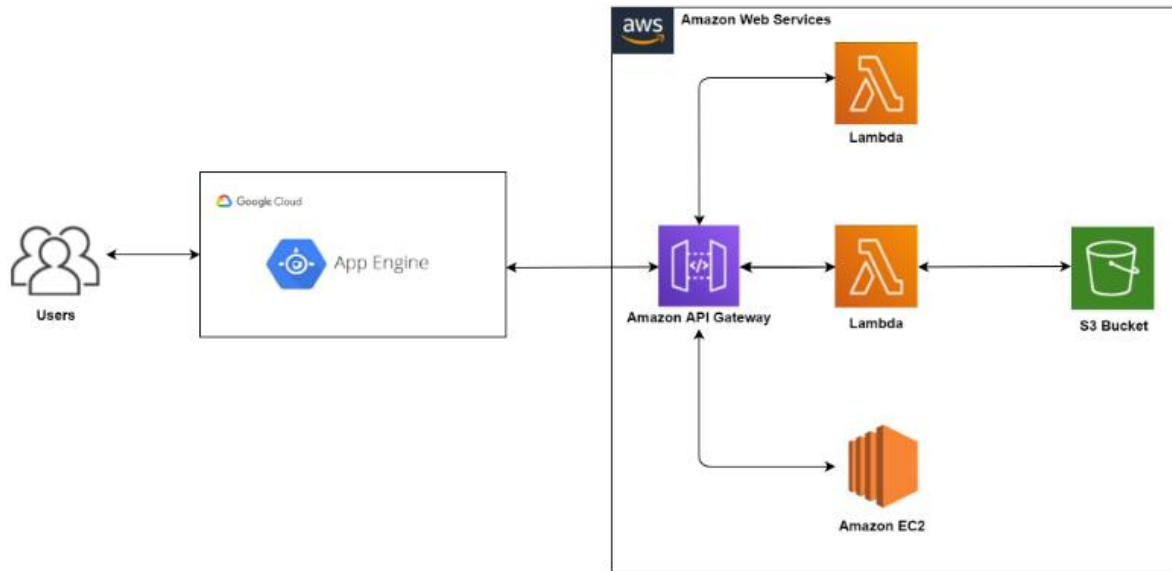 aws
Amazon Web Services
Lambda
Google Cloud
App Engine
Users
</>
Amazon API Gateway
Lambda
S3 Bucket
Amazon EC2